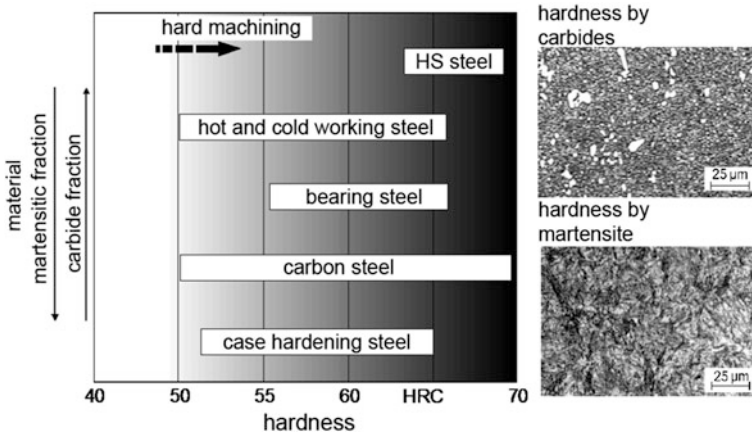 hard machining
HS steel
hot and cold working steel
bearing steel
carbon steel
case hardening steel
material
martensitic fraction
carbide fraction
40 50 55 60 HRC 70
hardness
hardness by
carbides
25 µm
hardness by
martensite
25 µm